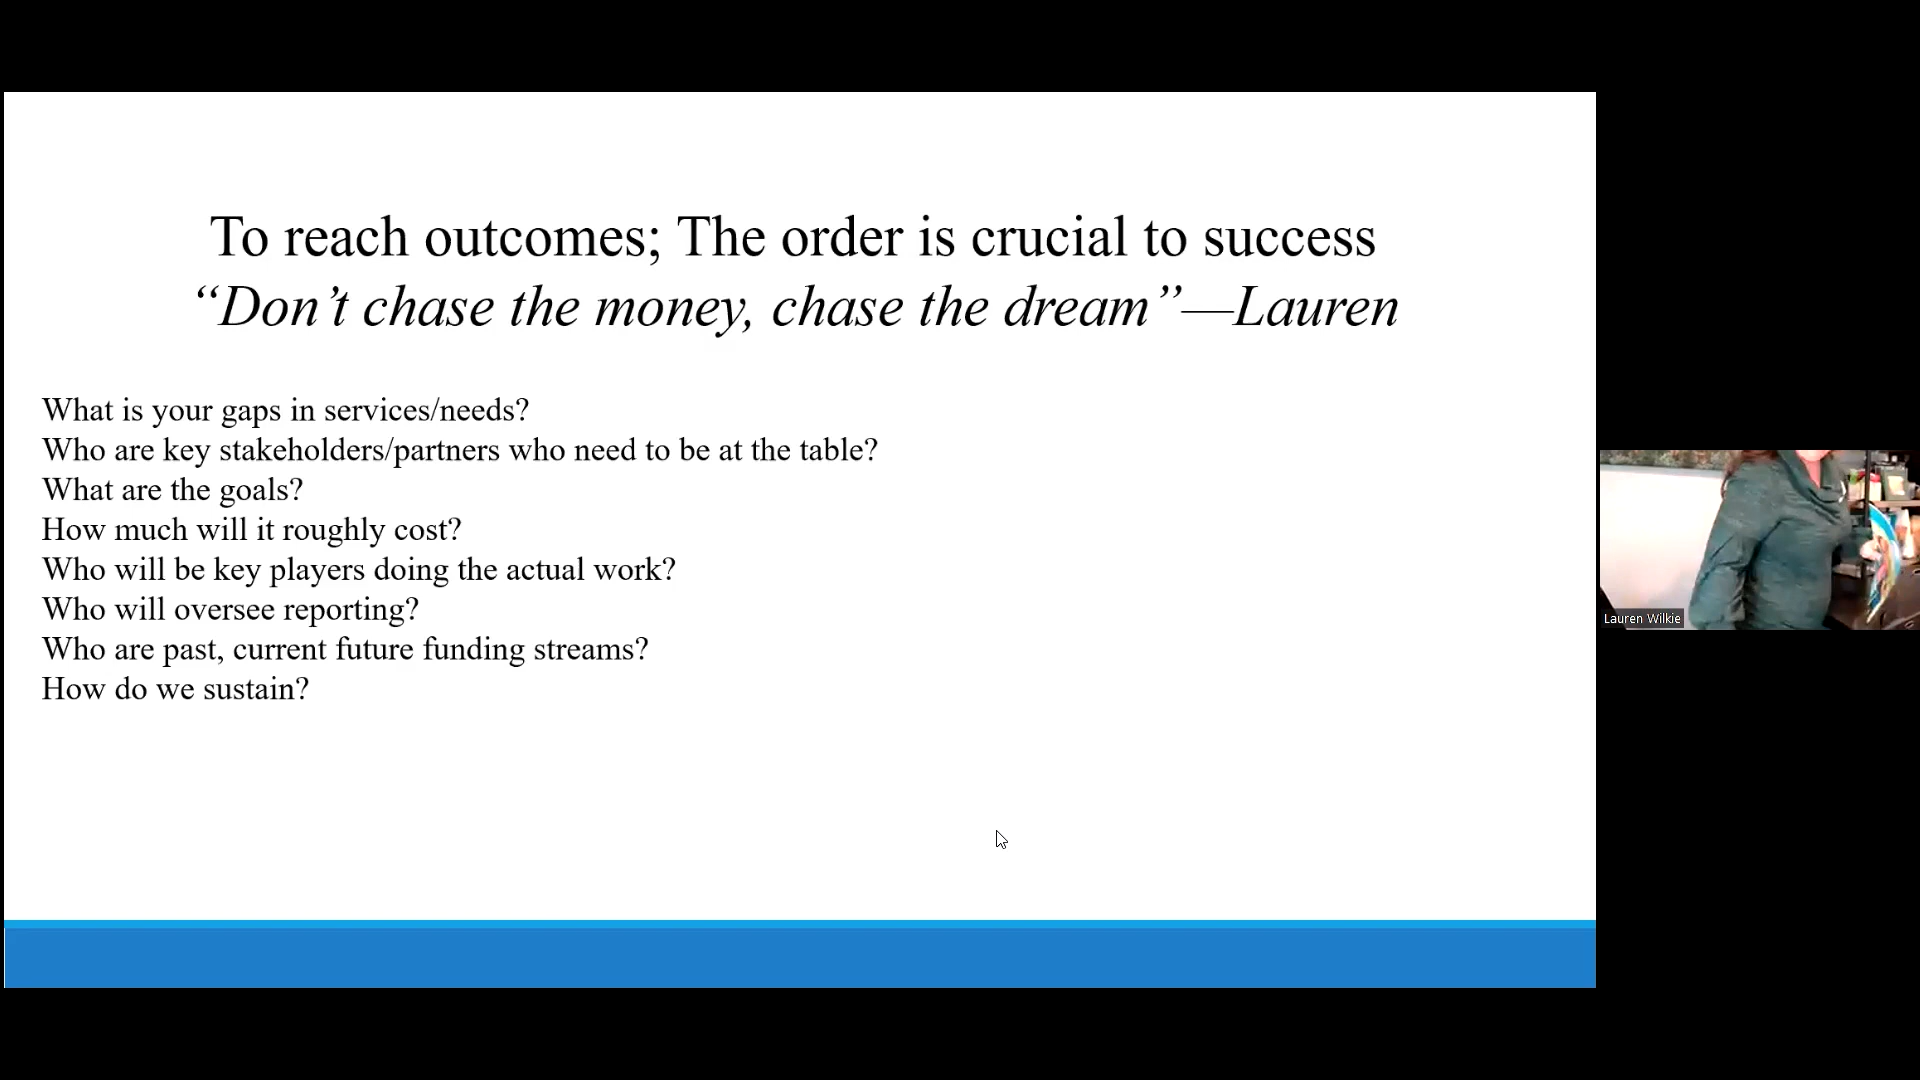 To reach outcomes; The order is crucial to success
“Don’t chase the money, chase the dream”—Lauren
What is your gaps in services/needs?
Who are key stakeholders/partners who need to be at the table?
What are the goals?
How much will it roughly cost?
Who will be key players doing the actual work?
Who will oversee reporting?
Who are past, current future funding streams?
How do we sustain?
Lauren Wilkie